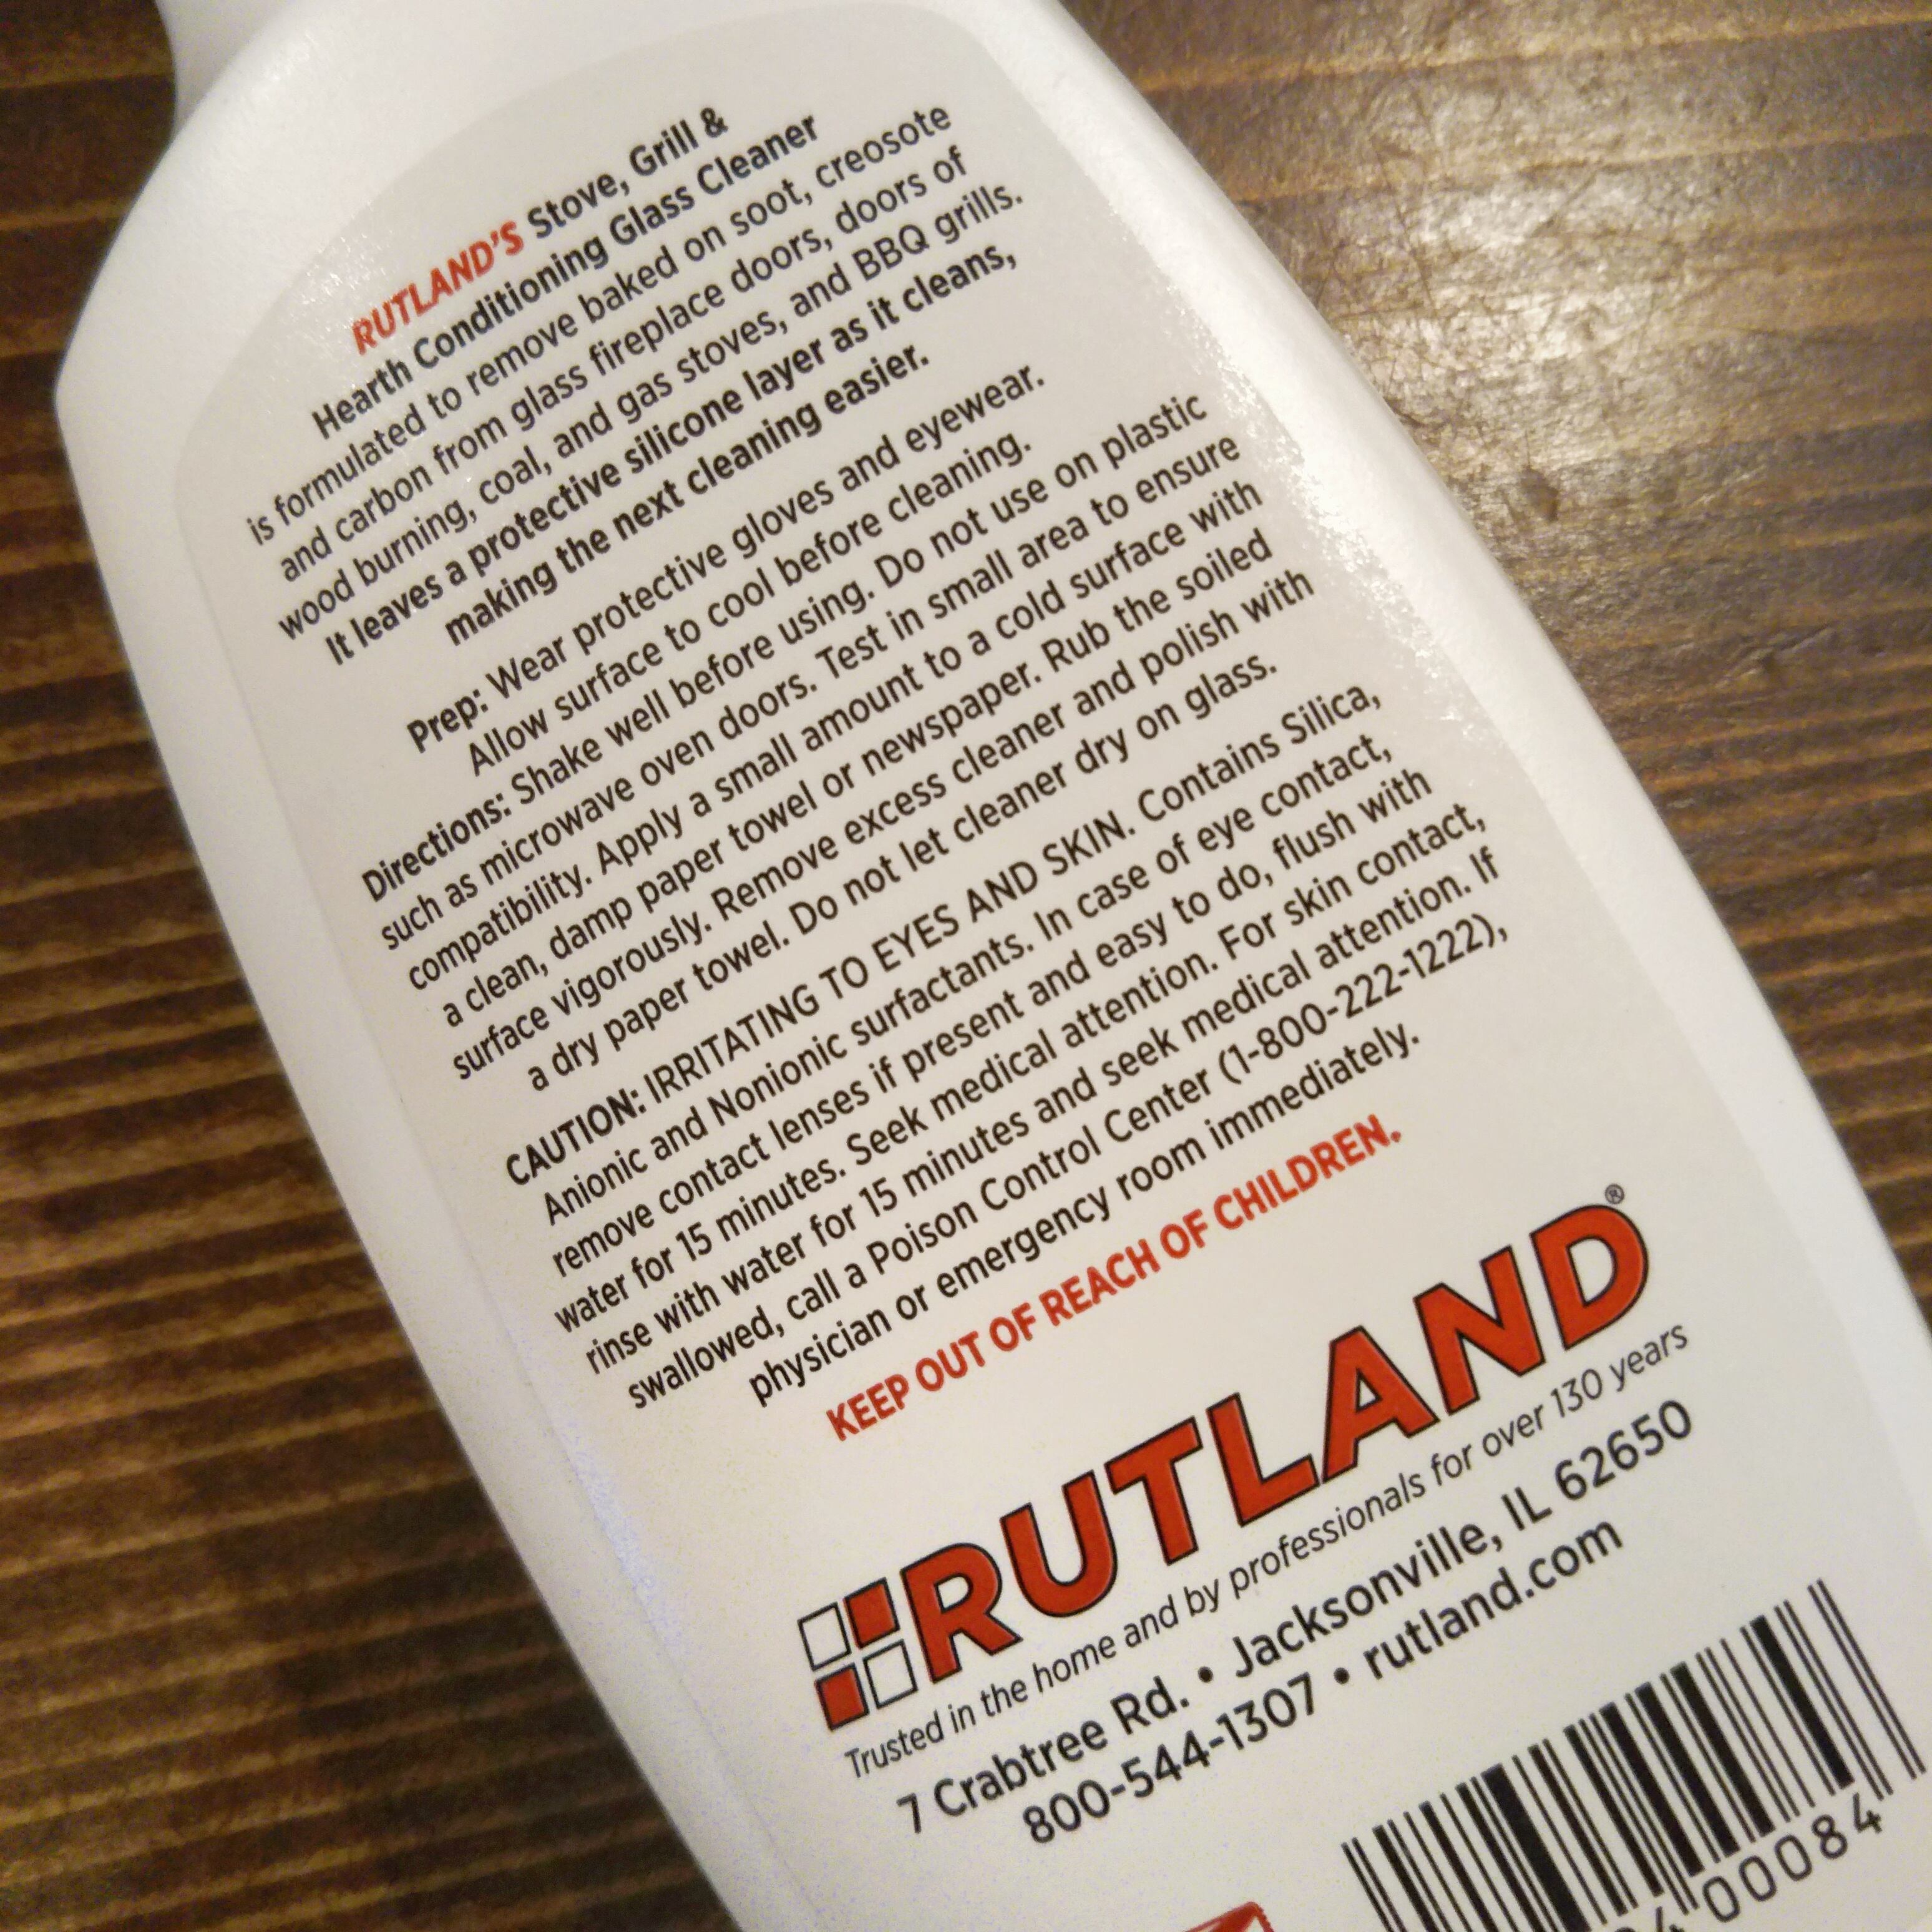 RUTLAND'S Stove, Grill &
Hearth Conditioning Glass Cleaner
is formulated to remove baked on soot, creosote
and carbon from glass fireplace doors, doors of
wood burning, coal, and gas stoves, and BBQ grills.
It leaves a protective silicone layer as it cleans,
making the next cleaning easier.
Prep: Wear protective gloves and eyewear.
Allow surface to cool before cleaning.
Directions: Shake well before using. Do not use on plastic
such as microwave oven doors. Test in small area to ensure
compatibility. Apply a small amount to a cold surface with
a clean, damp paper towel or newspaper. Rub the soiled
surface vigorously. Remove excess cleaner and polish with
a dry paper towel. Do not let cleaner dry on glass.
CAUTION: IRRITATING TO EYES AND SKIN. Contains Silica,
Anionic and Nonionic surfactants. In case of eye contact,
remove contact lenses if present and easy to do, flush with
water for 15 minutes. Seek medical attention. For skin contact,
rinse with water for 15 minutes and seek medical attention. If
swallowed, call a Poison Control Center (1-800-222-1222),
physician or emergency room immediately.
KEEP OUT OF REACH OF CHILDREN.
RUTLAND®
Trusted in the home and by professionals for over 130 years
7 Crabtree Rd. • Jacksonville, IL 62650
800-544-1307 • rutland.com
00084